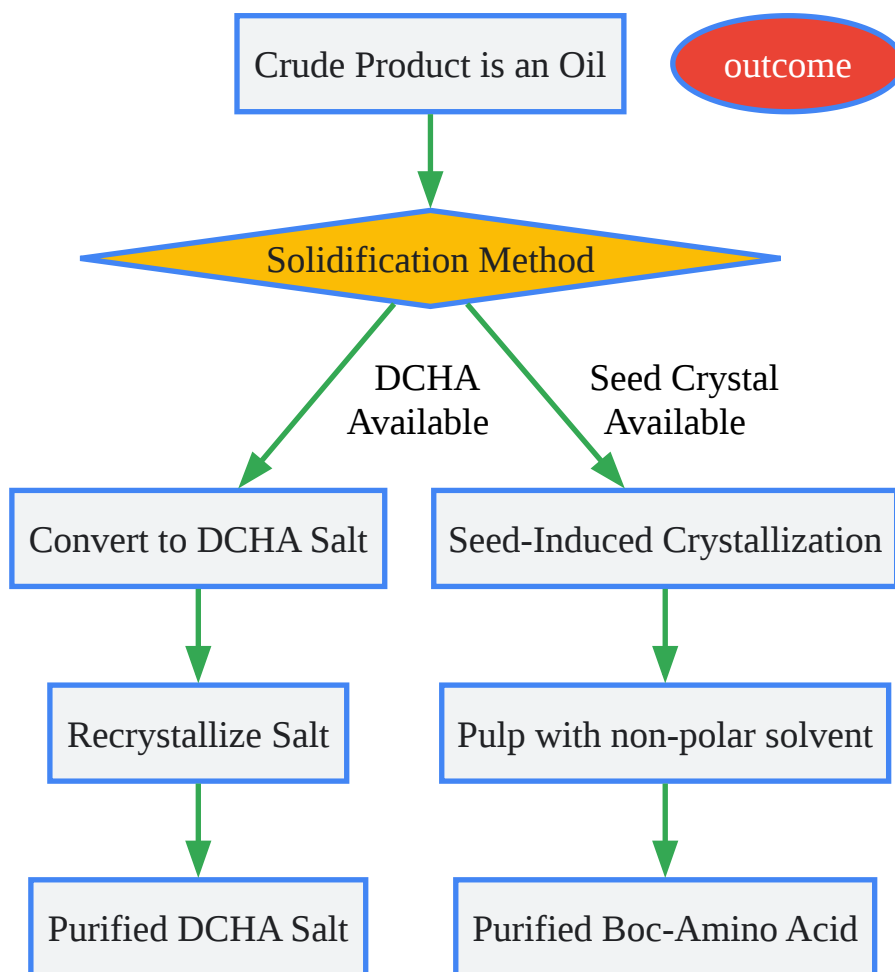 Crude Product is an Oil
outcome
Solidification Method
DCHA
Available
Seed Crystal
Available
Convert to DCHA Salt
Seed-Induced Crystallization
Recrystallize Salt
Pulp with non-polar solvent
Purified DCHA Salt
Purified Boc-Amino Acid